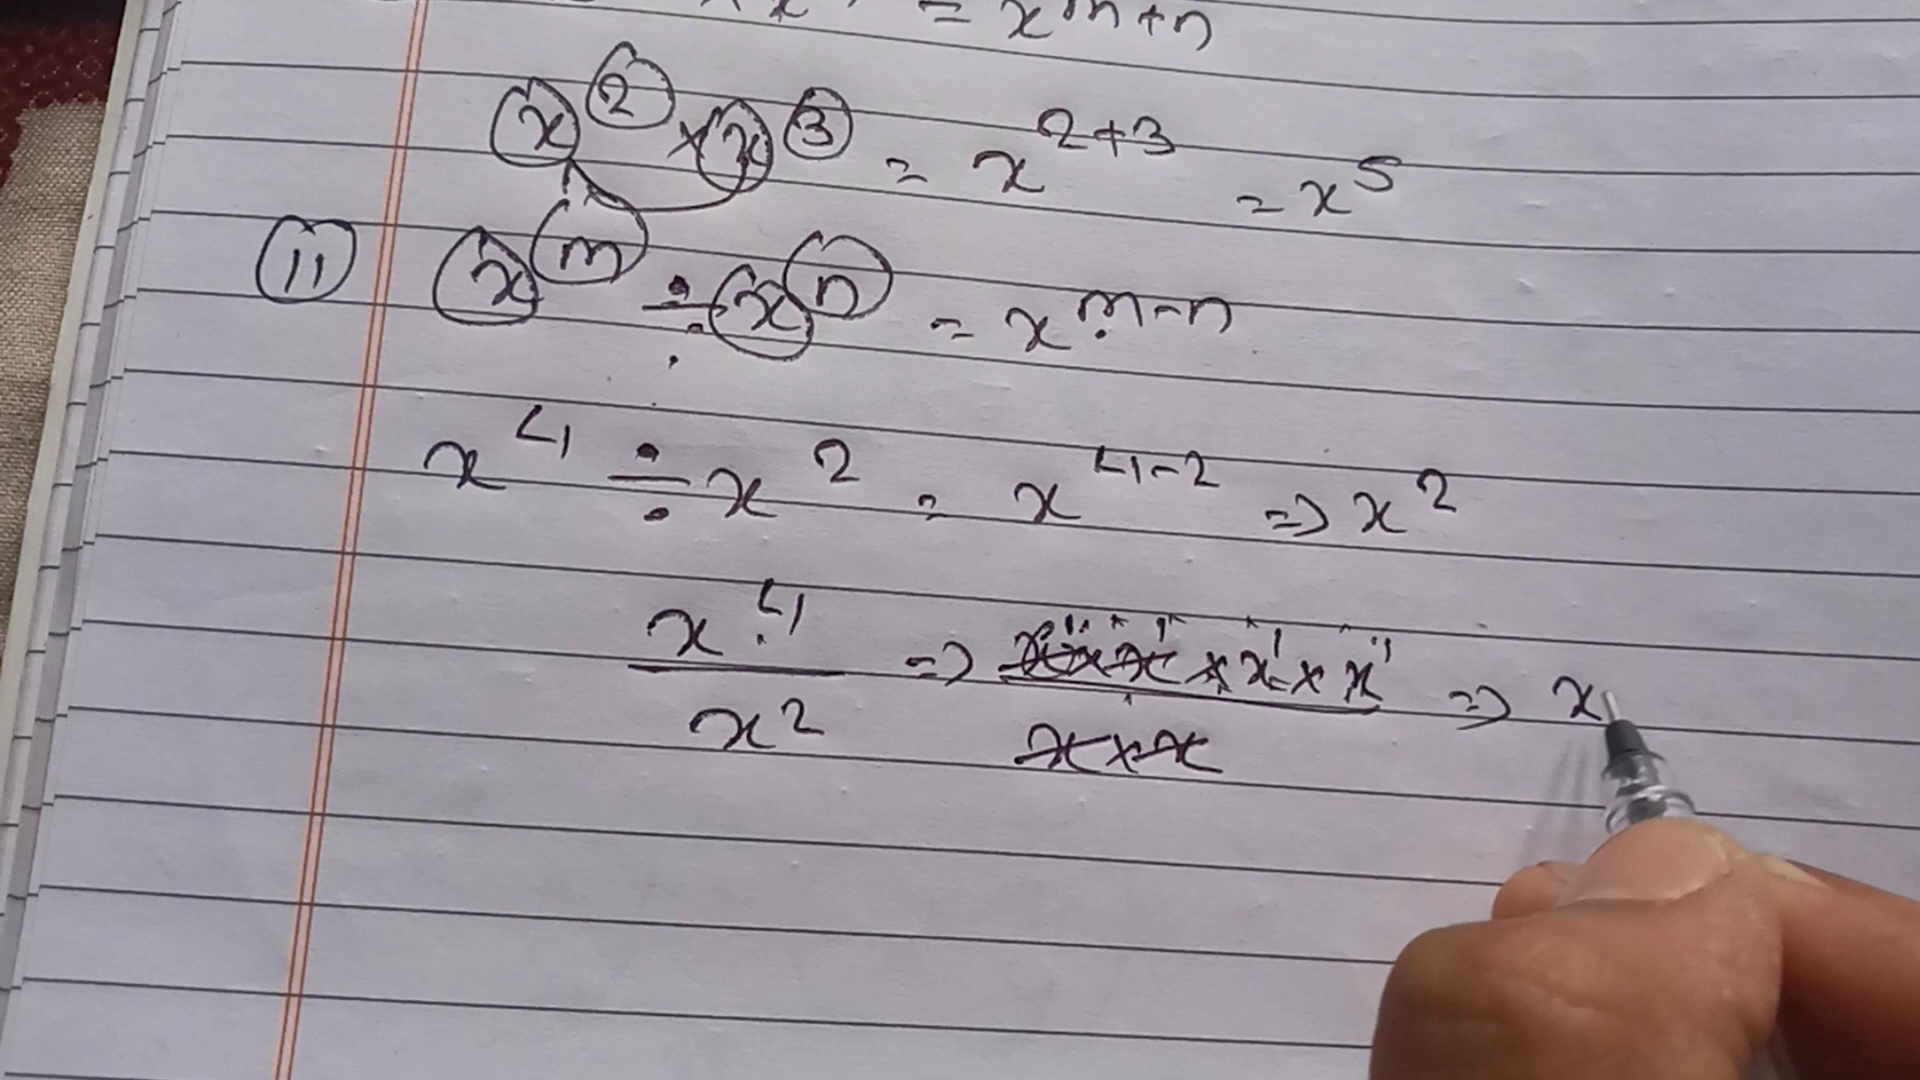 x = x^{m+n}
x^2 × x^3 = x^{2+3} = x^5
(ii) x^m ÷ x^n = x^{m-n}
x^4 ÷ x^2 = x^{4-2} ⇒ x^2
x^4 / x^2 ⇒ x × x × x × x / x × x ⇒ x